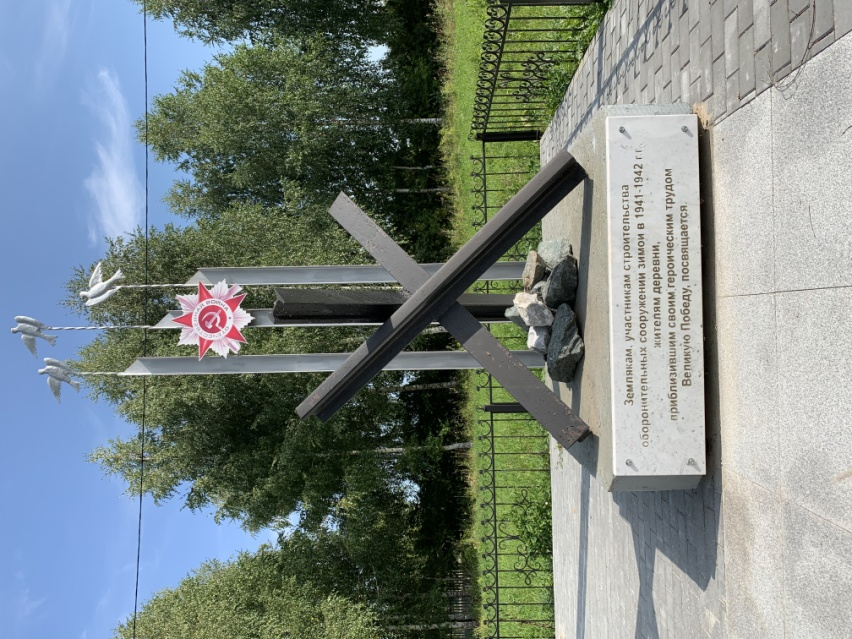 Землякам, участникам строительства
оборонительных сооружений зимой в 1941-1942 г.г.
жителям деревни,
приблизившим своим героическим трудом
Великую Победу, посвящается.